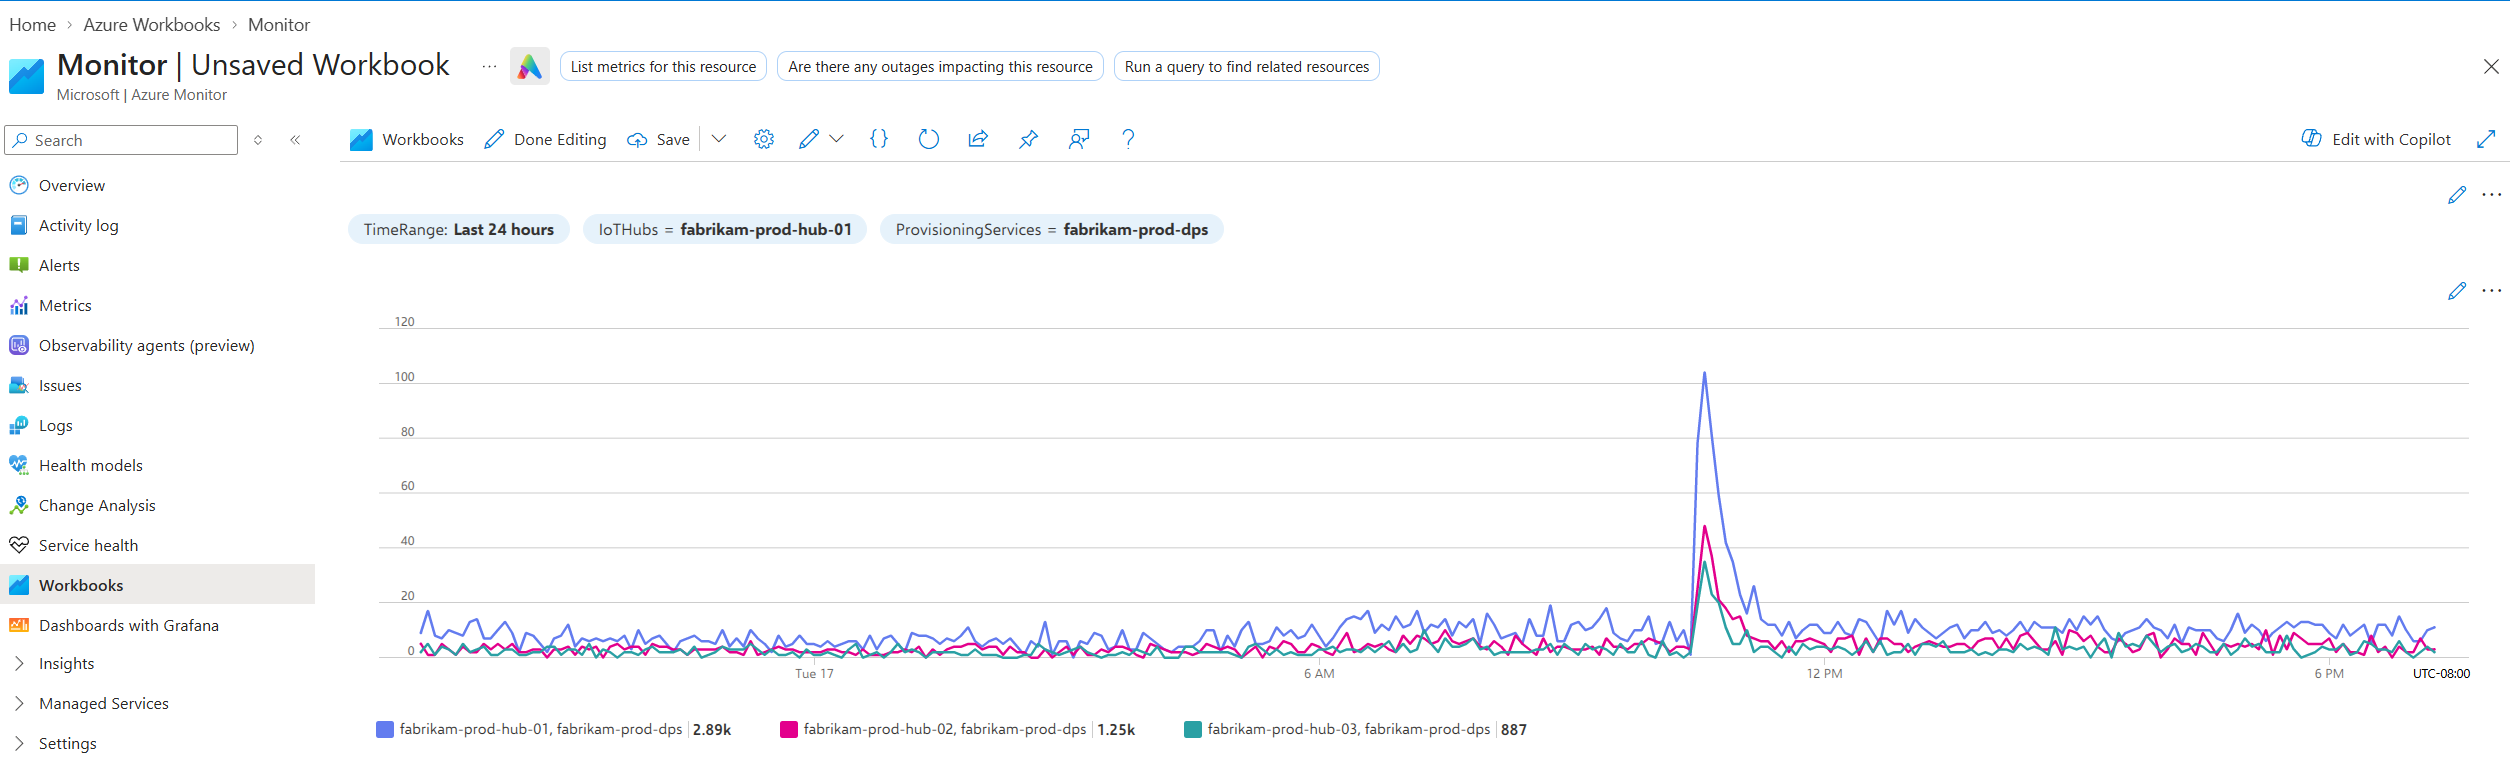 Home > Azure Workbooks > Monitor
Monitor | Unsaved Workbook ...
Microsoft | Azure Monitor
List metrics for this resource
Are there any outages impacting this resource
Run a query to find related resources
Search
Overview
Activity log
Alerts
Metrics
Observability agents (preview)
Issues
Logs
Health models
Change Analysis
Service health
Workbooks
Dashboards with Grafana
Insights
Managed Services
Settings
Workbooks
Done Editing
Save
Edit with Copilot
TimeRange: Last 24 hours
IoTHubs = fabrikam-prod-hub-01
ProvisioningServices = fabrikam-prod-dps
120
100
80
60
40
20
0
Tue 17
6 AM
12 PM
6 PM
UTC-08:00
fabrikam-prod-hub-01, fabrikam-prod-dps | 2.89k
fabrikam-prod-hub-02, fabrikam-prod-dps | 1.25k
fabrikam-prod-hub-03, fabrikam-prod-dps | 887